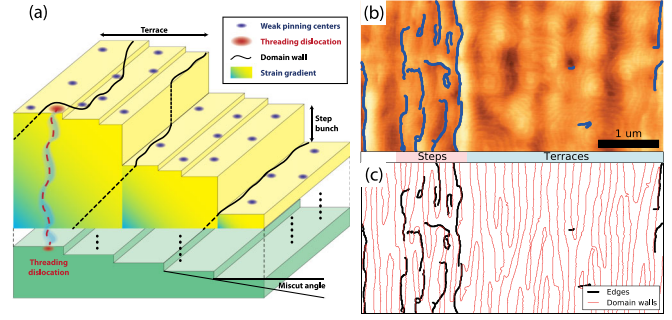 (a)
Terrace
Weak pinning centers
Threading dislocation
Domain wall
Strain gradient
Step
bunch
Threading
dislocation
Miscut angle
(b)
1 um
Steps
Terraces
(c)
Edges
Domain walls